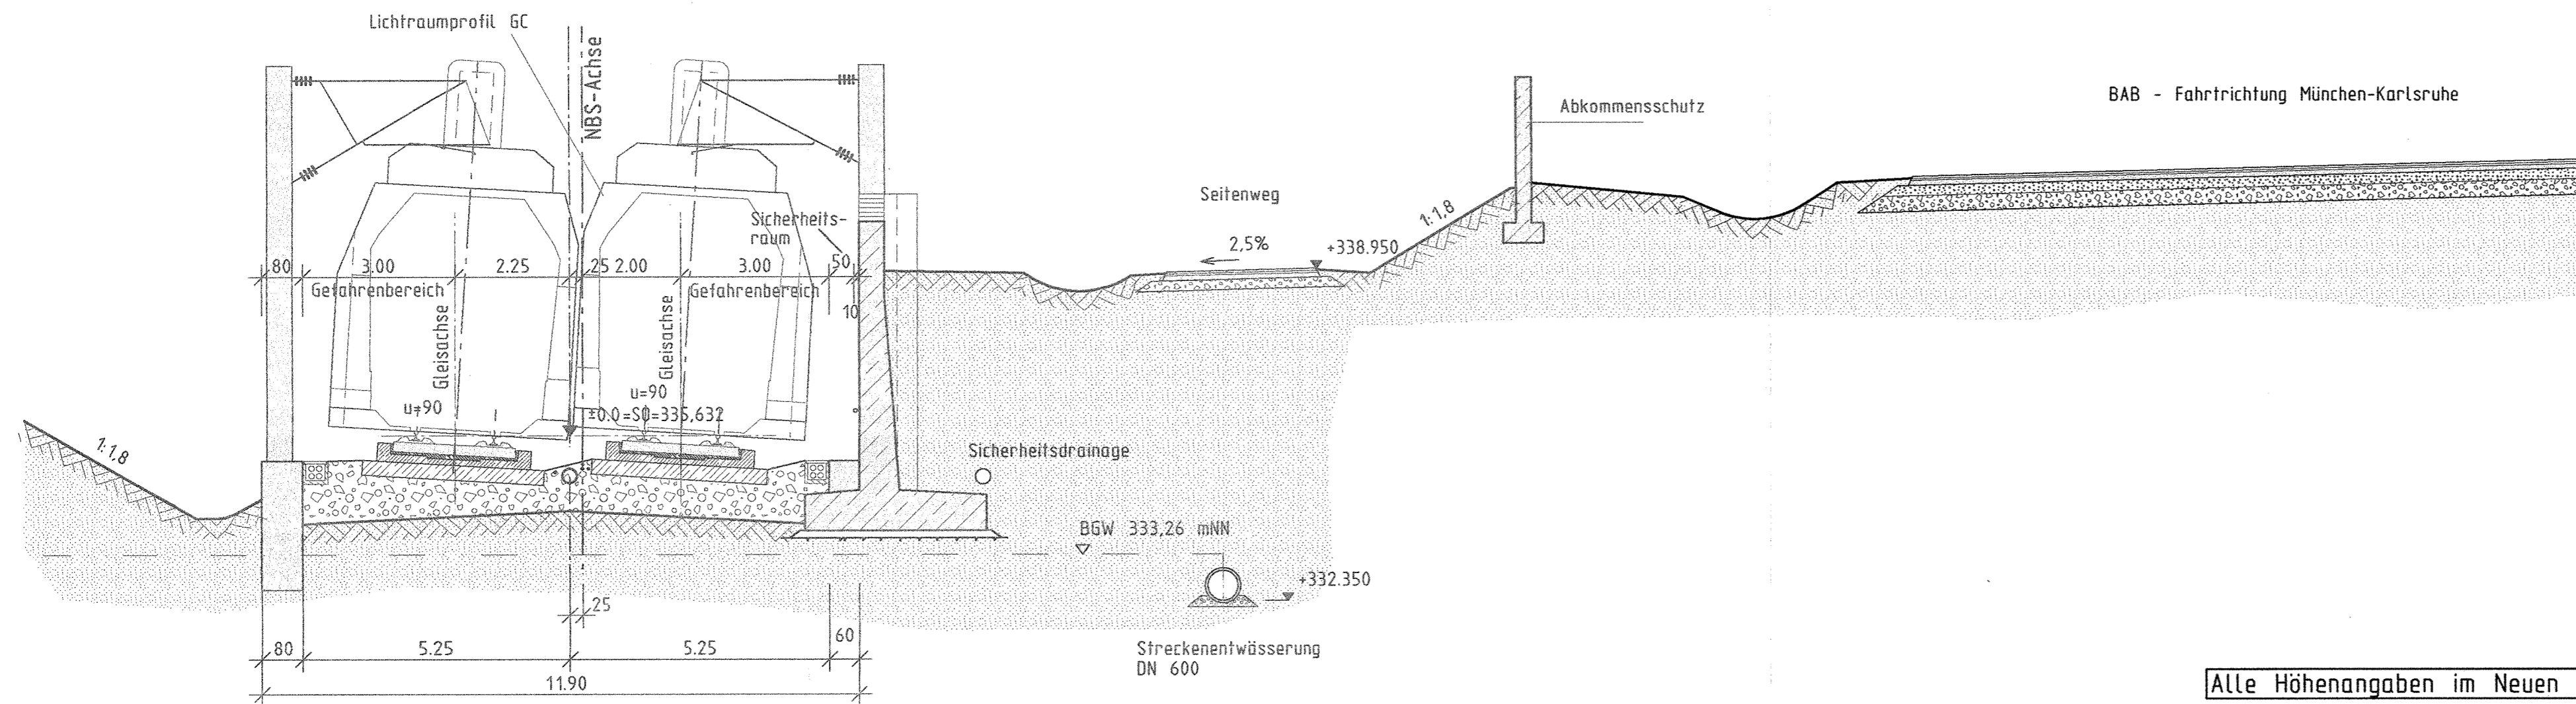 Lichtraumprofil GC
NBS-Achse
Abkommensschutz
BAB - Fahrtrichtung München-Karlsruhe
Seitenweg
Sicherheits-
raum
1:1,8
2,5%
+338.950
80
3.00
2.25
25
2.00
3.00
50
Gefahrenbereich
Gefahrenbereich
10
Gleisachse
Gleisachse
u=90
u=90
±0.0=SO=335,632
1:1,8
Sicherheitsdrainage
BGW 333,26 mNN
+332.350
25
80
5.25
5.25
60
11.90
Streckenentwässerung
DN 600
Alle Höhenangaben im Neuen